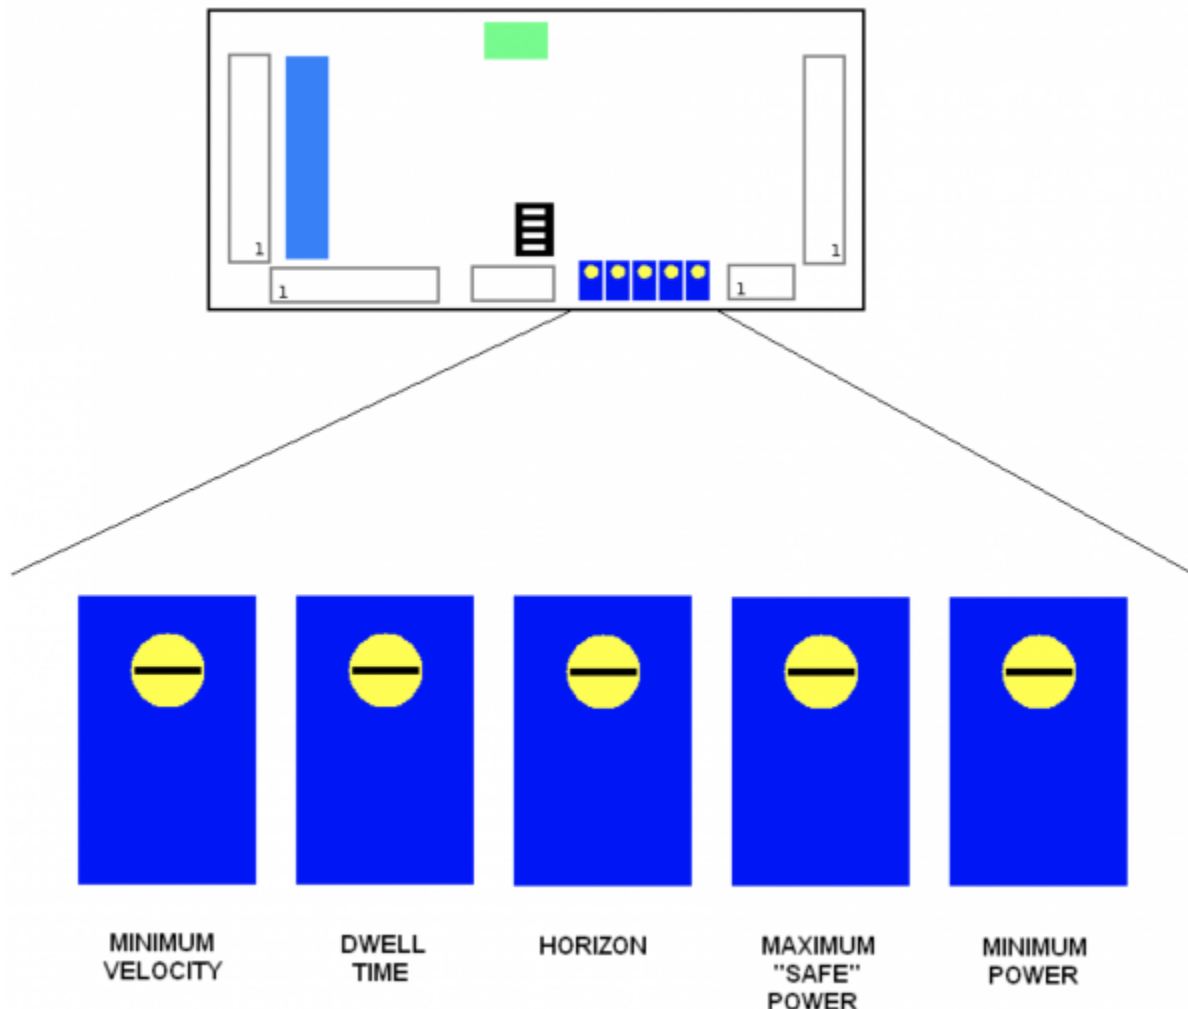 1
1
1
1
MINIMUM
VELOCITY
DWELL
TIME
HORIZON
MAXIMUM
"SAFE"
POWER
MINIMUM
POWER